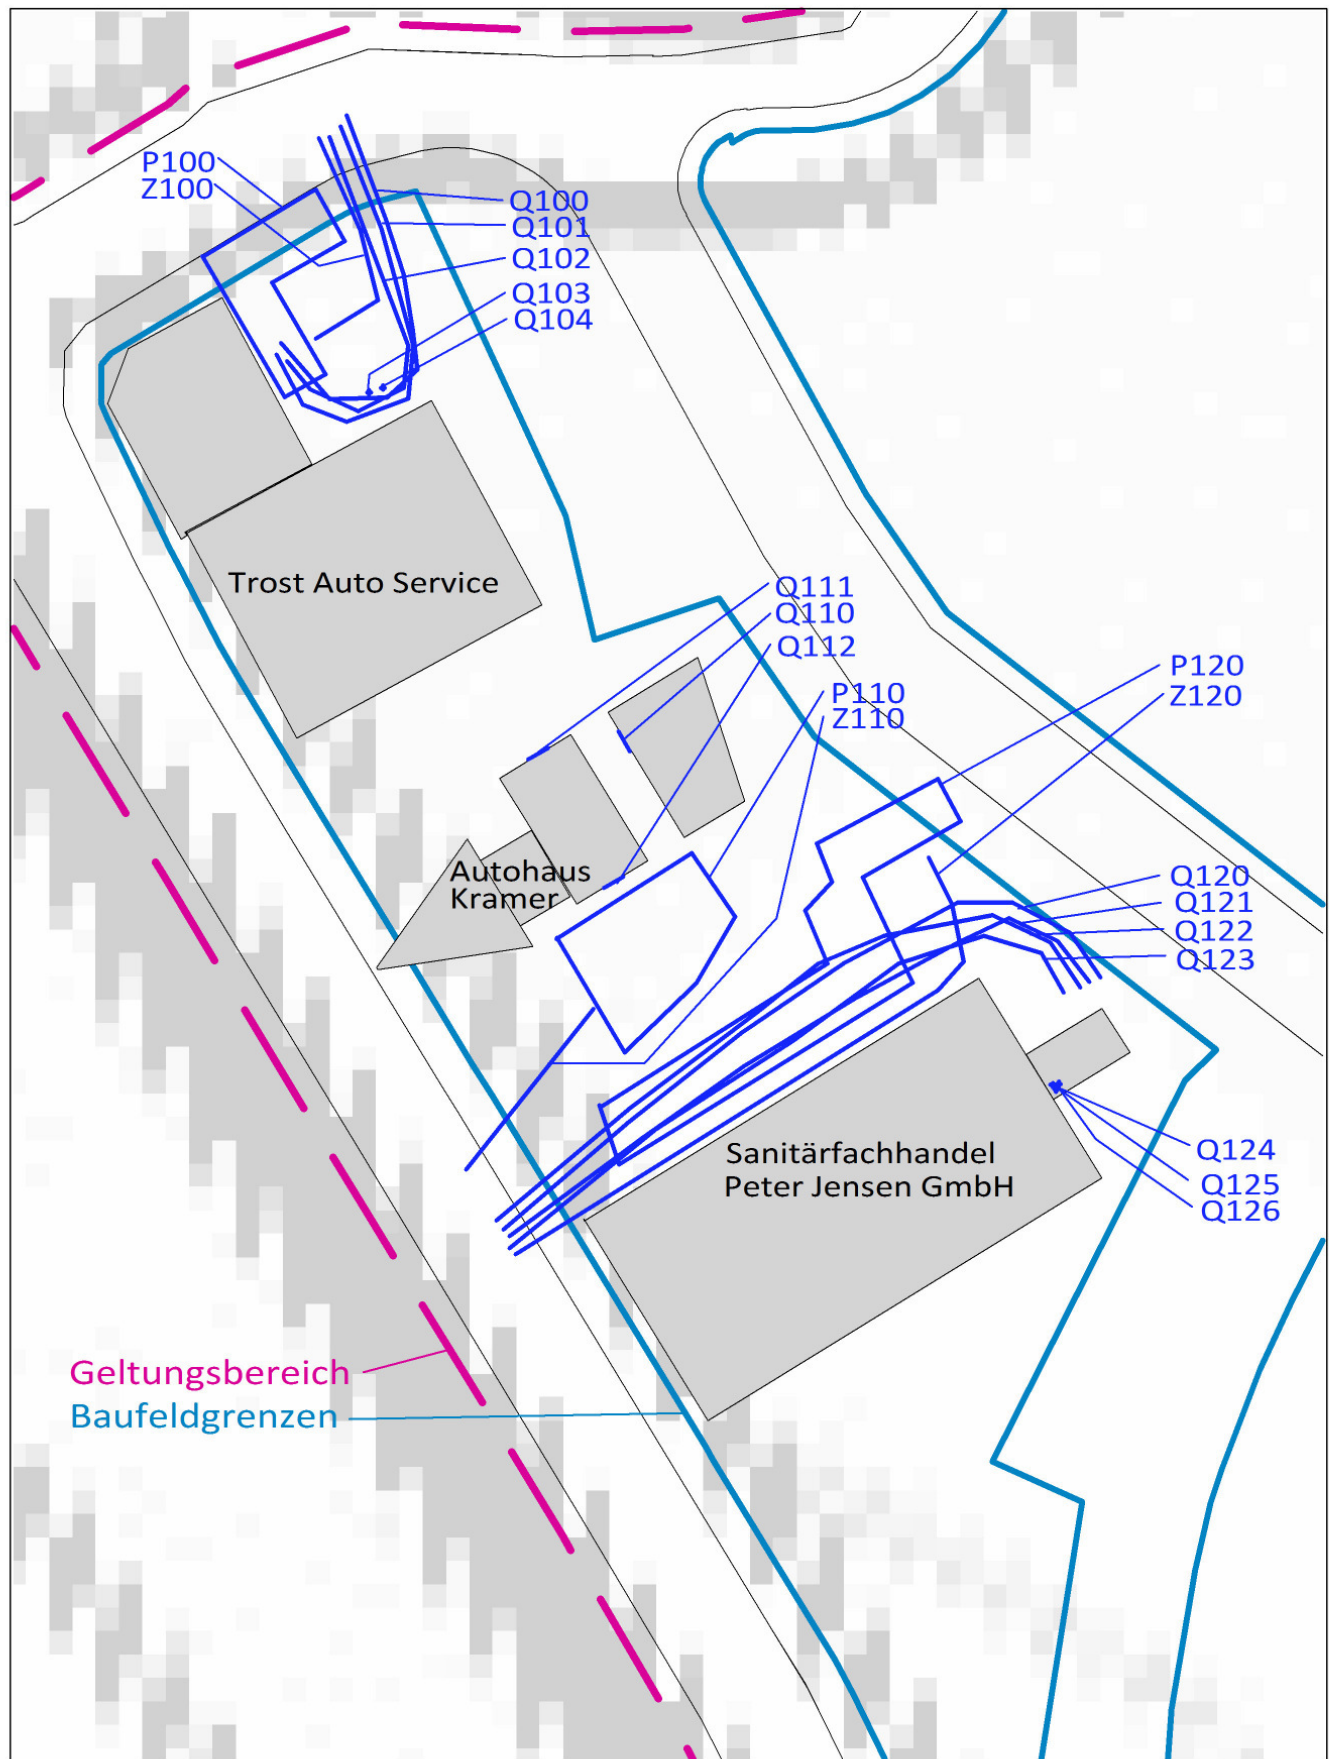 P100
Z100
Q100
Q101
Q102
Q103
Q104
Trost Auto Service
Q111
Q110
Q112
P110
Z110
P120
Z120
Autohaus
Kramer
Q120
Q121
Q122
Q123
Sanitärfachhandel
Peter Jensen GmbH
Q124
Q125
Q126
Geltungsbereich
Baufeldgrenzen